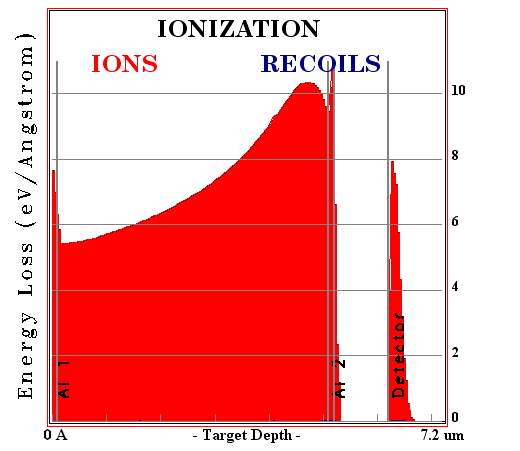 IONIZATION
IONS RECOILS
Energy Loss (eV/Angstrom)
10
8
6
4
2
0
Al 1
Al 2
Detector
0 A - Target Depth - 7.2 um